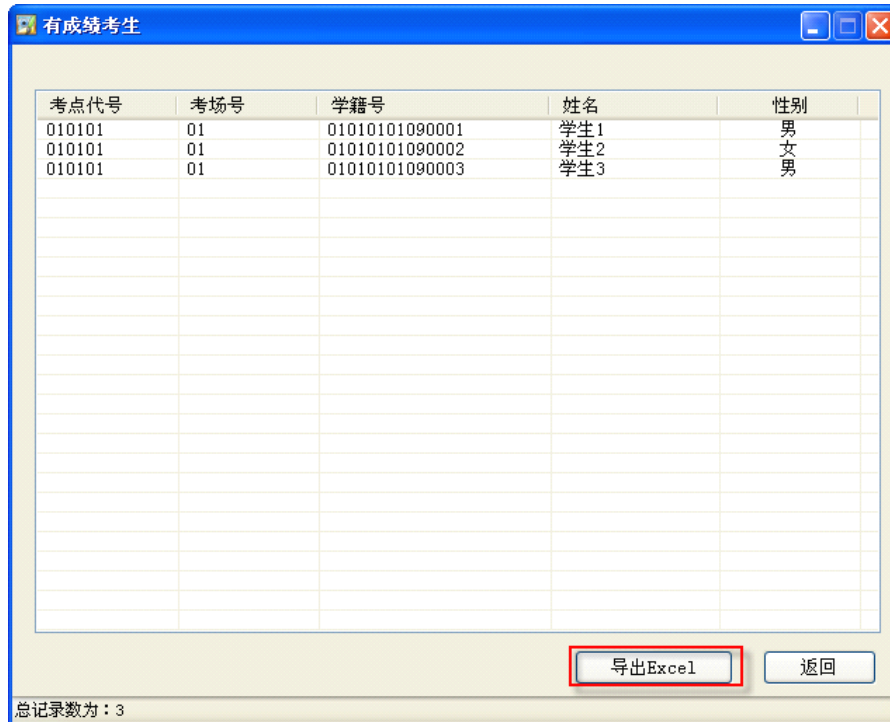 有成绩考生
考点代号 考场号 学籍号 姓名 性别
010101 01 01010101090001 学生1 男
010101 01 01010101090002 学生2 女
010101 01 01010101090003 学生3 男
导出Excel 返回
总记录数为：3